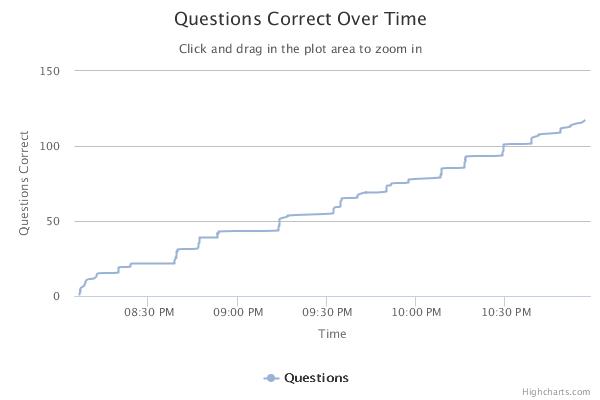 Questions Correct Over Time
Click and drag in the plot area to zoom in
150
100
50
0
Questions Correct
08:30 PM 09:00 PM 09:30 PM 10:00 PM 10:30 PM
Time
Questions
Highcharts.com